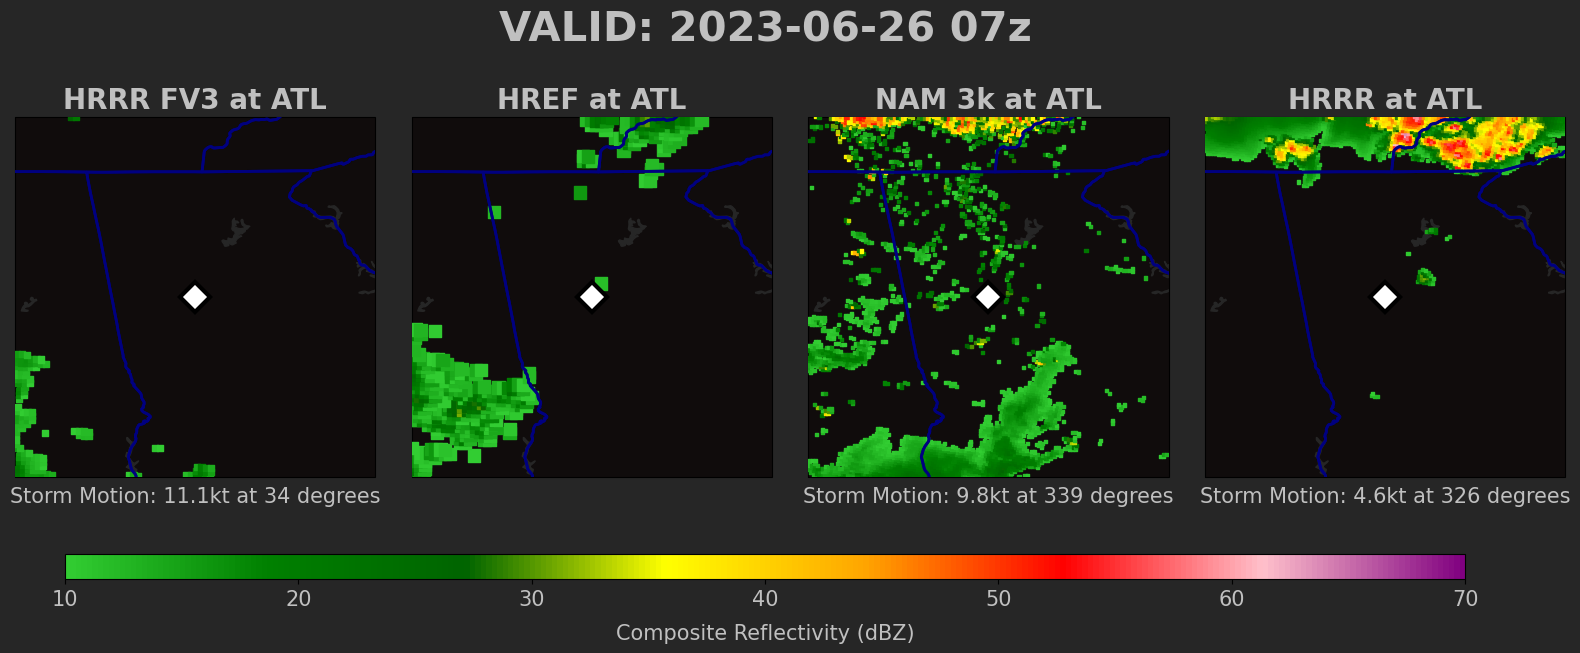 VALID: 2023-06-26 07z
HRRR FV3 at ATL
HREF at ATL
NAM 3k at ATL
HRRR at ATL
Storm Motion: 11.1kt at 34 degrees
Storm Motion: 9.8kt at 339 degrees
Storm Motion: 4.6kt at 326 degrees
10 20 30 40 50 60 70
Composite Reflectivity (dBZ)